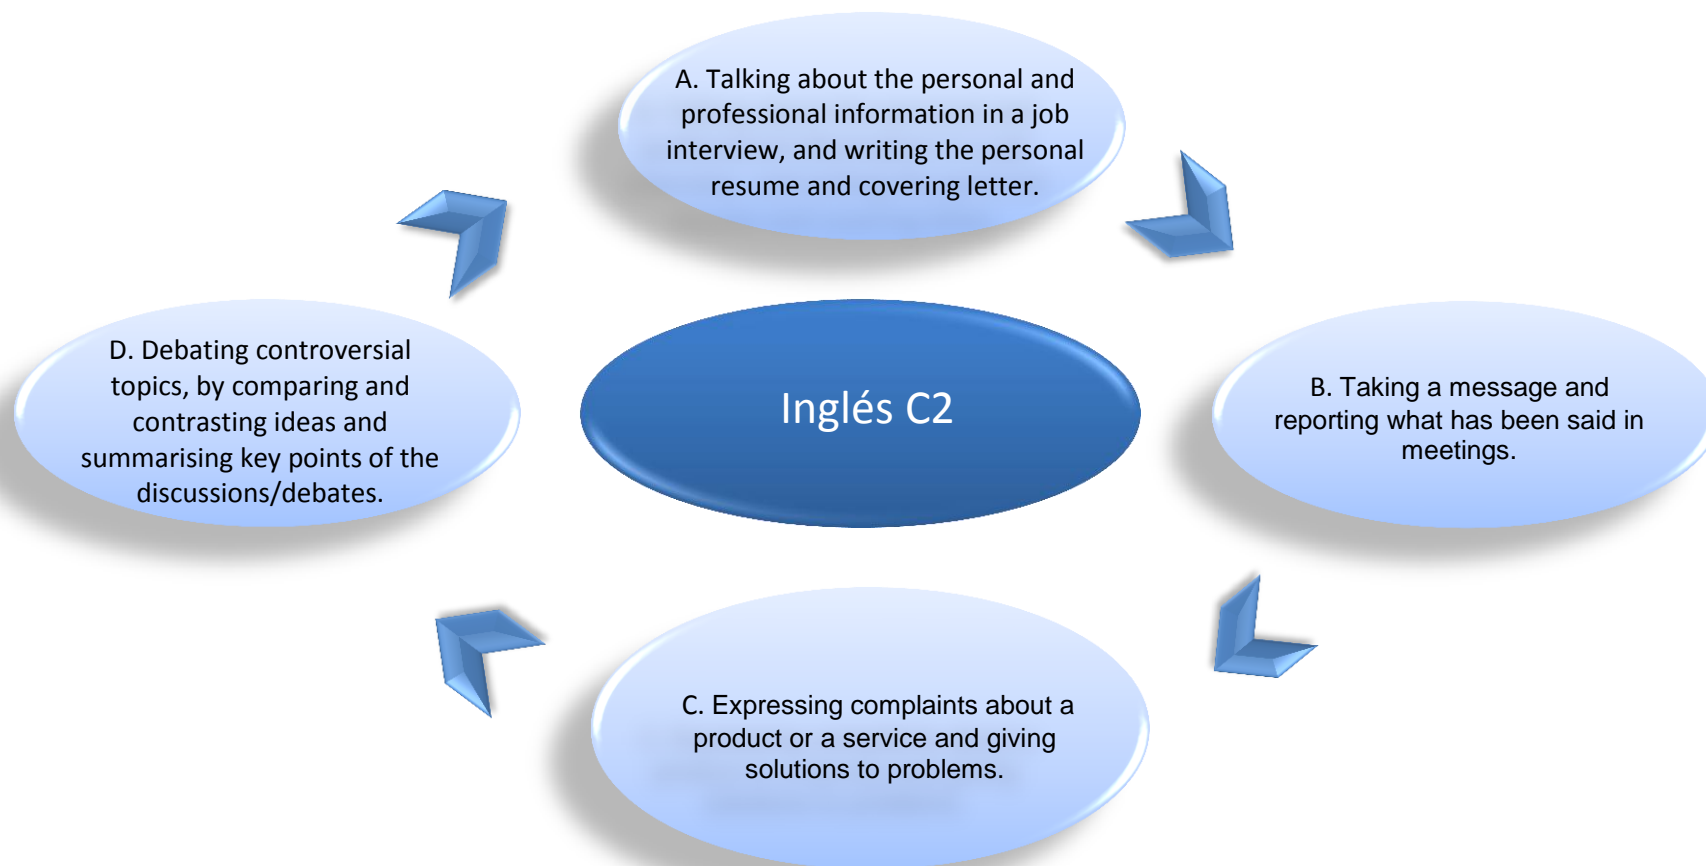 A. Talking about the personal and
professional information in a job
interview, and writing the personal
resume and covering letter.
D. Debating controversial
topics, by comparing and
contrasting ideas and
summarising key points of the
discussions/debates.
Inglés C2
B. Taking a message and
reporting what has been said in
meetings.
C. Expressing complaints about a
product or a service and giving
solutions to problems.